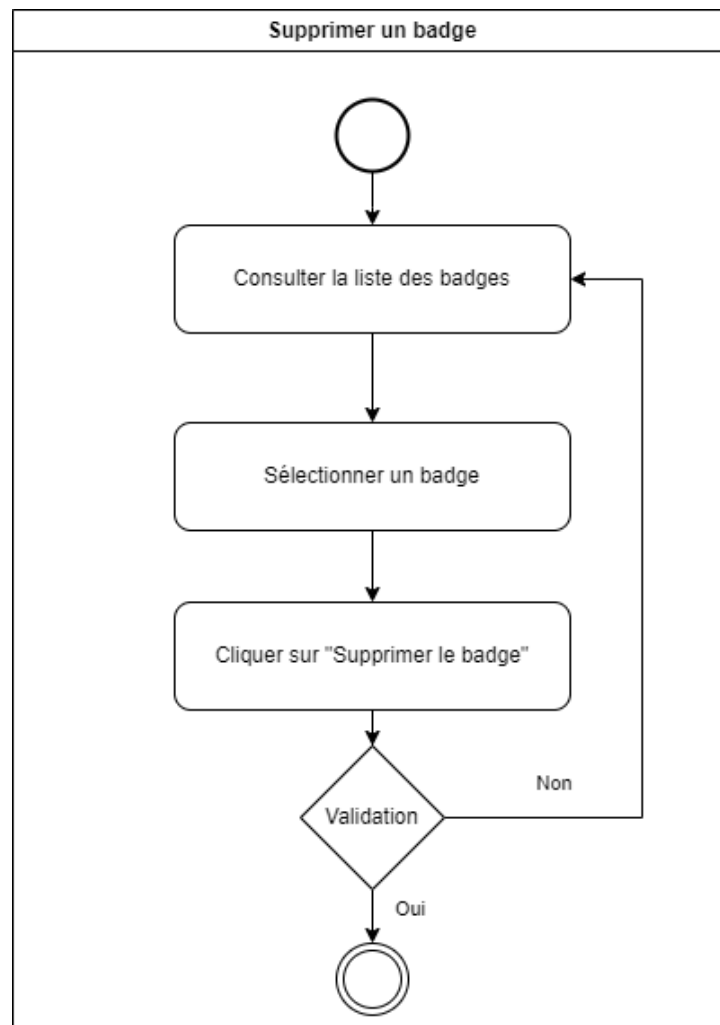 Supprimer un badge
Consulter la liste des badges
Sélectionner un badge
Cliquer sur "Supprimer le badge"
Validation
Non
Oui